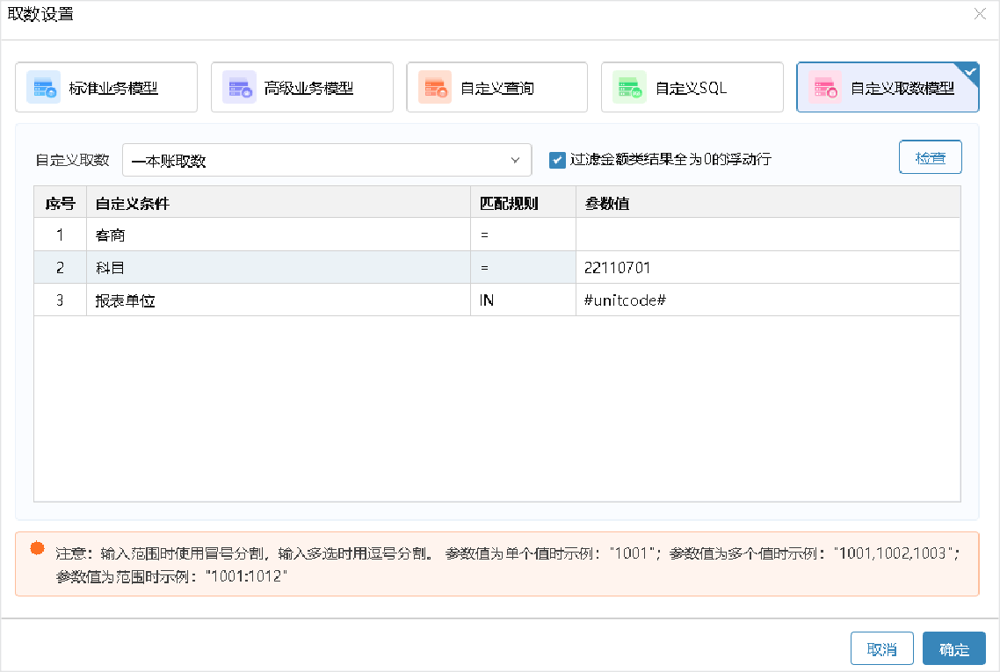 取数设置
标准业务模型 高级业务模型 自定义查询 自定义SQL 自定义取数模型
自定义取数 一本账取数 过滤金额类结果全为0的浮动行 检查
序号 自定义条件 匹配规则 参数值
1 客商 =
2 科目 = 22110701
3 报表单位 IN #unitcode#
注意：输入范围时使用冒号分割，输入多选时用逗号分割。 参数值为单个值时示例："1001"；参数值为多个值时示例："1001,1002,1003"；
参数值为范围时示例："1001:1012"
取消 确定